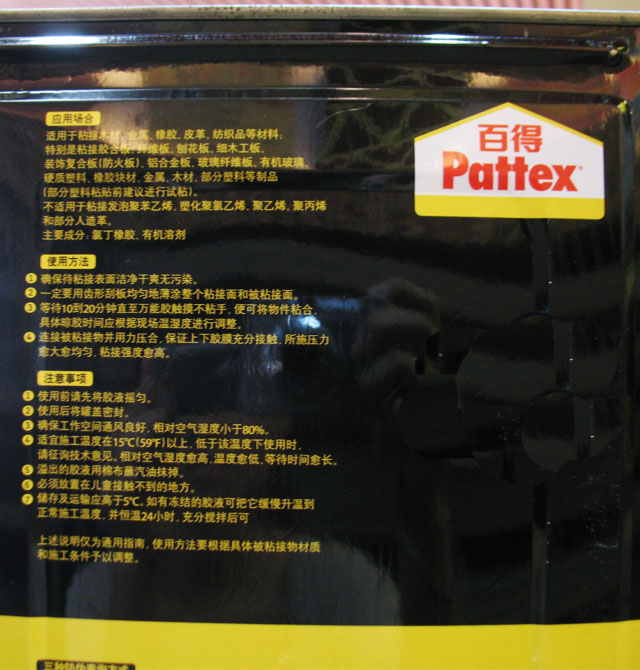 百得
Pattex
应用场合
适用于粘接木材, 金属, 橡胶, 皮革, 纺织品等材料;
特别是粘接胶合板, 纤维板, 刨花板, 细木工板,
装饰复合板(防火板), 铝合金板, 玻璃纤维板, 有机玻璃,
硬质塑料, 橡胶块材, 金属, 木材, 部分塑料等制品
(部分塑料粘贴前建议进行试粘)。
不适用于粘接发泡聚苯乙烯, 塑化聚氯乙烯, 聚乙烯, 聚丙烯
和部分人造革。
主要成分: 氯丁橡胶, 有机溶剂
使用方法
1 确保待粘接表面洁净干爽无污染。
2 一定要用齿形刮板均匀地薄涂整个粘接面和被粘接面。
3 等待10到20分钟直至万能胶触摸不粘手, 便可将物件粘合,
具体晾胶时间应根据现场温湿度进行调整。
4 连接被粘接物并用力压合, 保证上下胶膜充分接触, 所施压力
愈大愈均匀, 粘接强度愈高。
注意事项
1 使用前请先将胶液摇匀。
2 使用后将罐盖密封。
3 确保工作空间通风良好, 相对空气湿度小于80%。
4 适宜施工温度在15℃(59℉)以上, 低于该温度下使用时,
请征询技术意见。相对空气湿度愈高, 温度愈低, 等待时间愈长。
5 溢出的胶液用棉布蘸汽油抹掉。
6 必须放置在儿童接触不到的地方。
7 储存及运输应高于5℃。如有冻结的胶液可把它缓慢升温到
正常施工温度, 并恒温24小时, 充分搅拌后可
上述说明仅为通用指南, 使用方法要根据具体被粘接物材质
和施工条件予以调整。